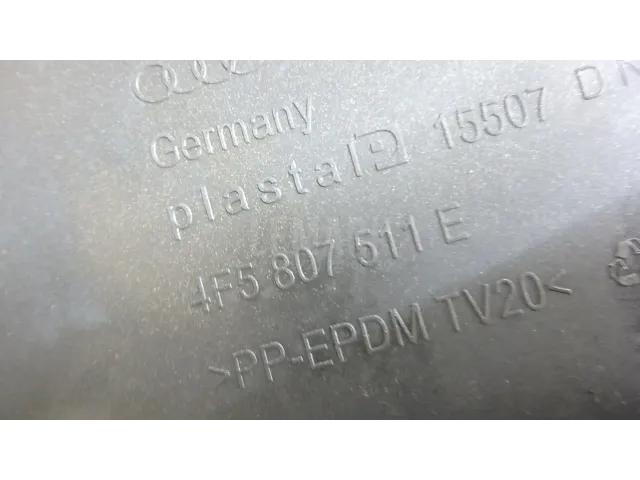 Germany
plastal 15507 D
4F5 807 511 E
>PP-EPDM TV20<